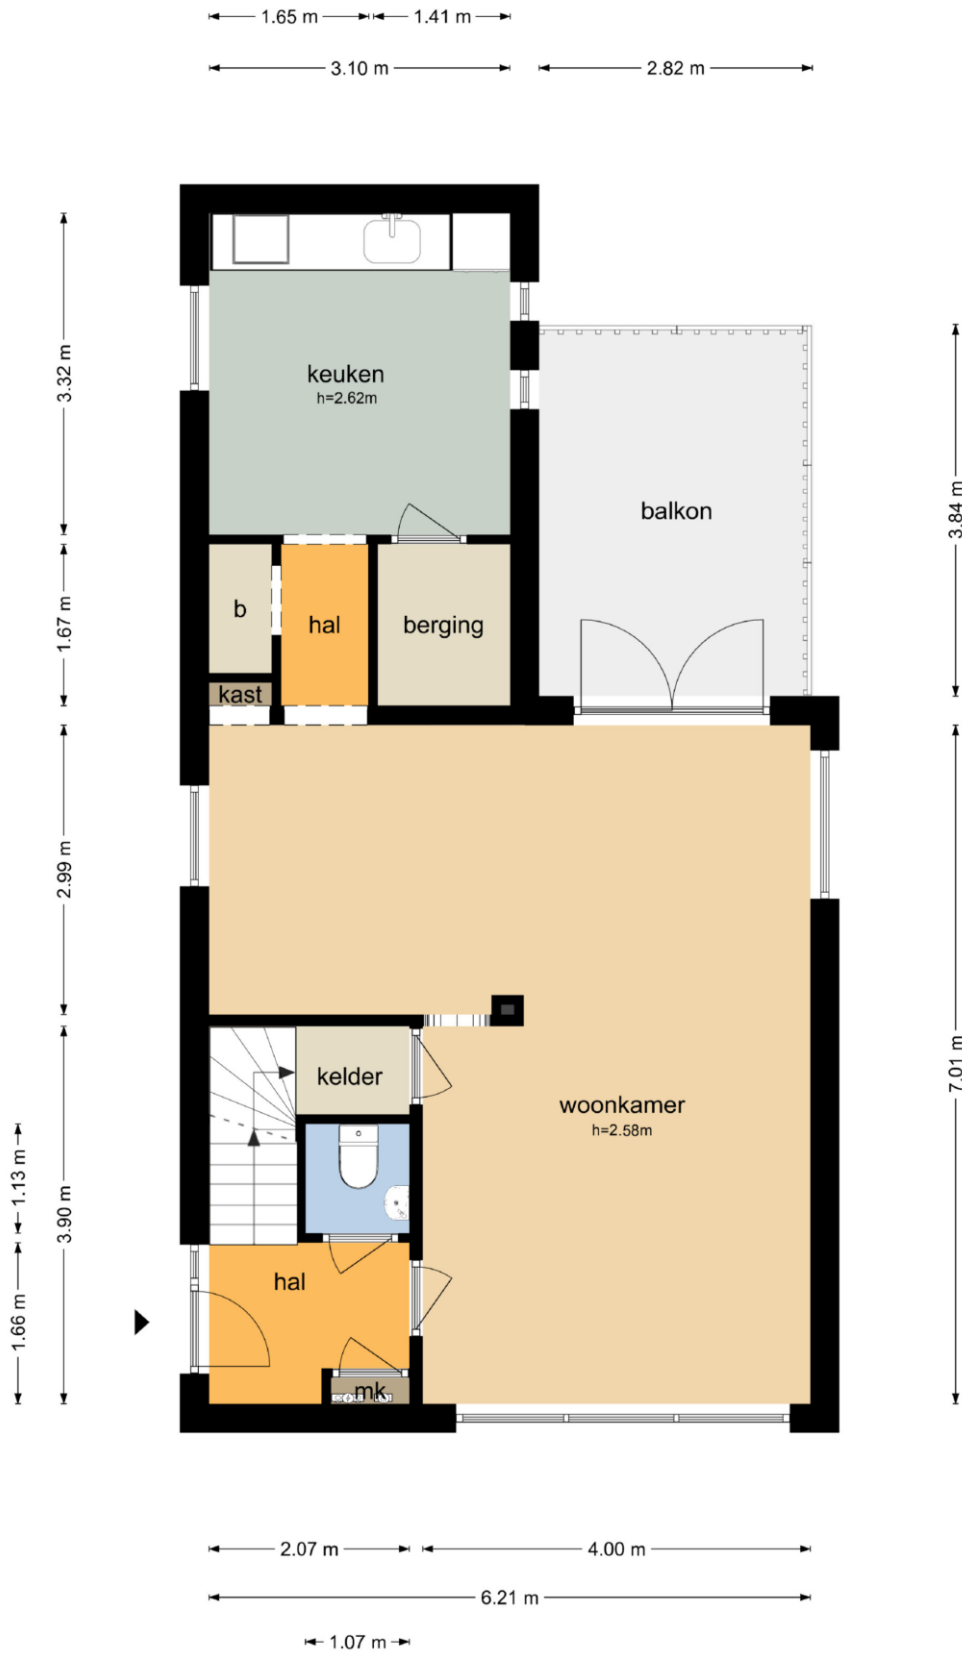 1.65 m
1.41 m
3.10 m
2.82 m
3.32 m
keuken
h=2.62m
3.84 m
balkon
1.67 m
b
hal
berging
kast
2.99 m
7.01 m
kelder
woonkamer
h=2.58m
1.13 m
3.90 m
hal
1.66 m
mk
2.07 m
4.00 m
6.21 m
1.07 m